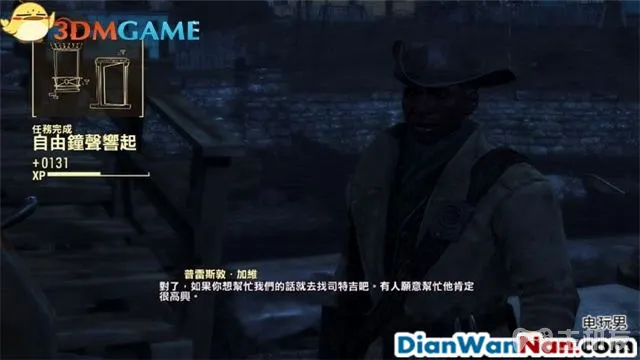 3DMGAME
任務完成
自由鐘聲響起
+0131
XP
普雷斯敦·加維
對了，如果你想幫忙我們的話就去找司特吉吧。有人願意幫忙他肯定
很高興。
电玩男
DianWanNan.com